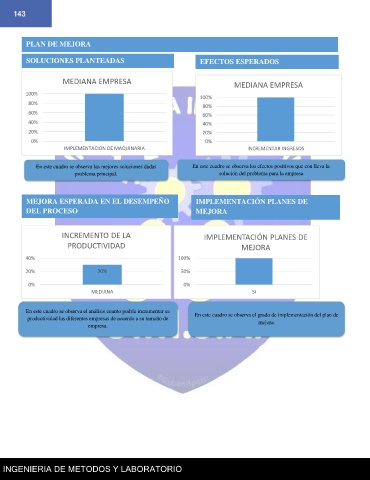 143
PLAN DE MEJORA
SOLUCIONES PLANTEADAS
MEDIANA EMPRESA
100%
80%
60%
40%
20%
0%
IMPLEMENTACION DE MAQUINARIA
En este cuadro se observa las mejores soluciones dadas
problema principal.
EFECTOS ESPERADOS
MEDIANA EMPRESA
100%
80%
60%
40%
20%
0%
INCREMENTAR INGRESOS
En este cuadro se observa los efectos positivos que conlleva la
solución del problema para la empresa
MEJORA ESPERADA EN EL DESEMPEÑO
DEL PROCESO
INCREMENTO DE LA
PRODUCTIVIDAD
40%
20%
0%
30%
MEDIANA
En este cuadro se observa el análisis cuanto podría incrementar su
productividad las diferentes empresas de acuerdo a su tamaño de
empresa.
IMPLEMENTACIÓN PLANES DE
MEJORA
IMPLEMENTACIÓN PLANES DE
MEJORA
100%
50%
0%
SI
En este cuadro se observa el grado de implementación del plan de
mejora.
INGENIERIA DE METODOS Y LABORATORIO